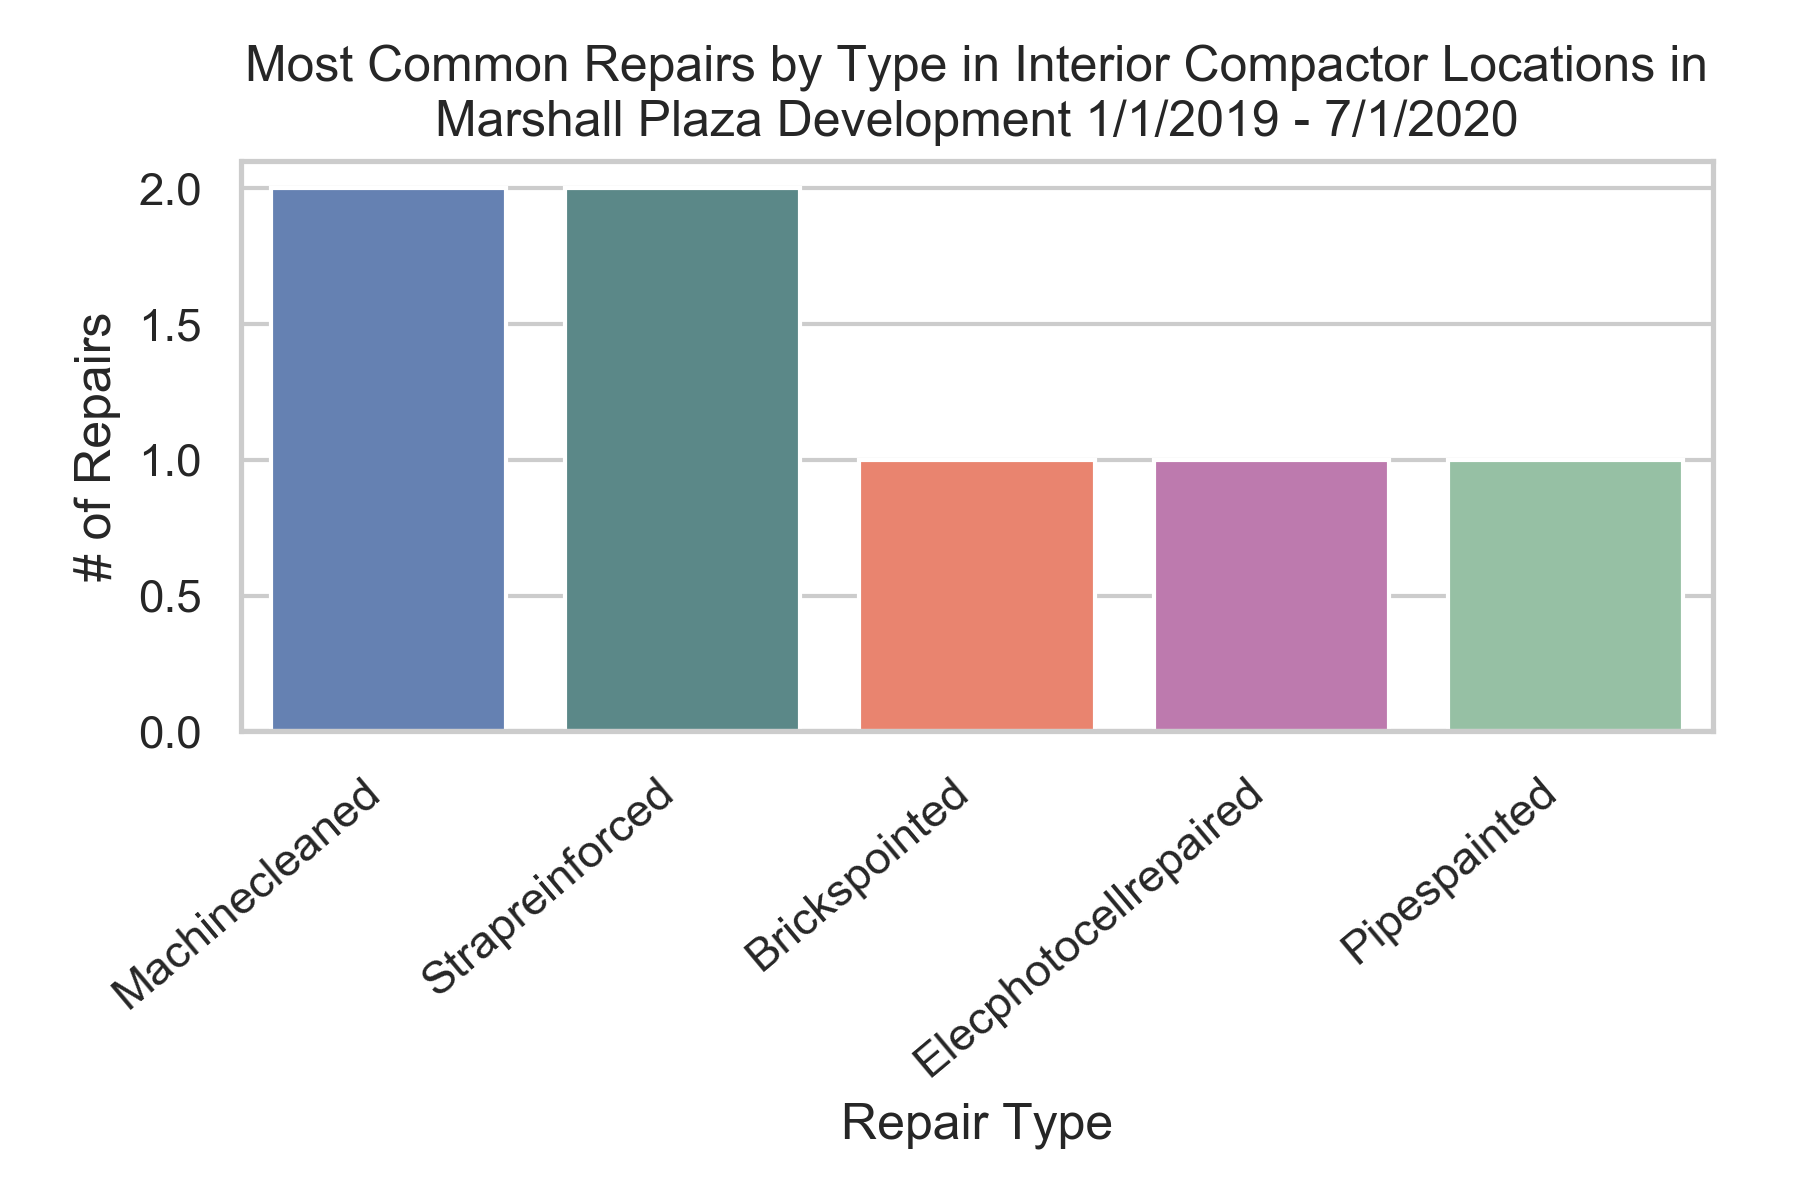 Most Common Repairs by Type in Interior Compactor Locations in
Marshall Plaza Development 1/1/2019 - 7/1/2020
# of Repairs
2.0
1.5
1.0
0.5
0.0
Machinecleaned
Strapreinforced
Brickspointed
Elecphotocellrepaired
Pipespainted
Repair Type